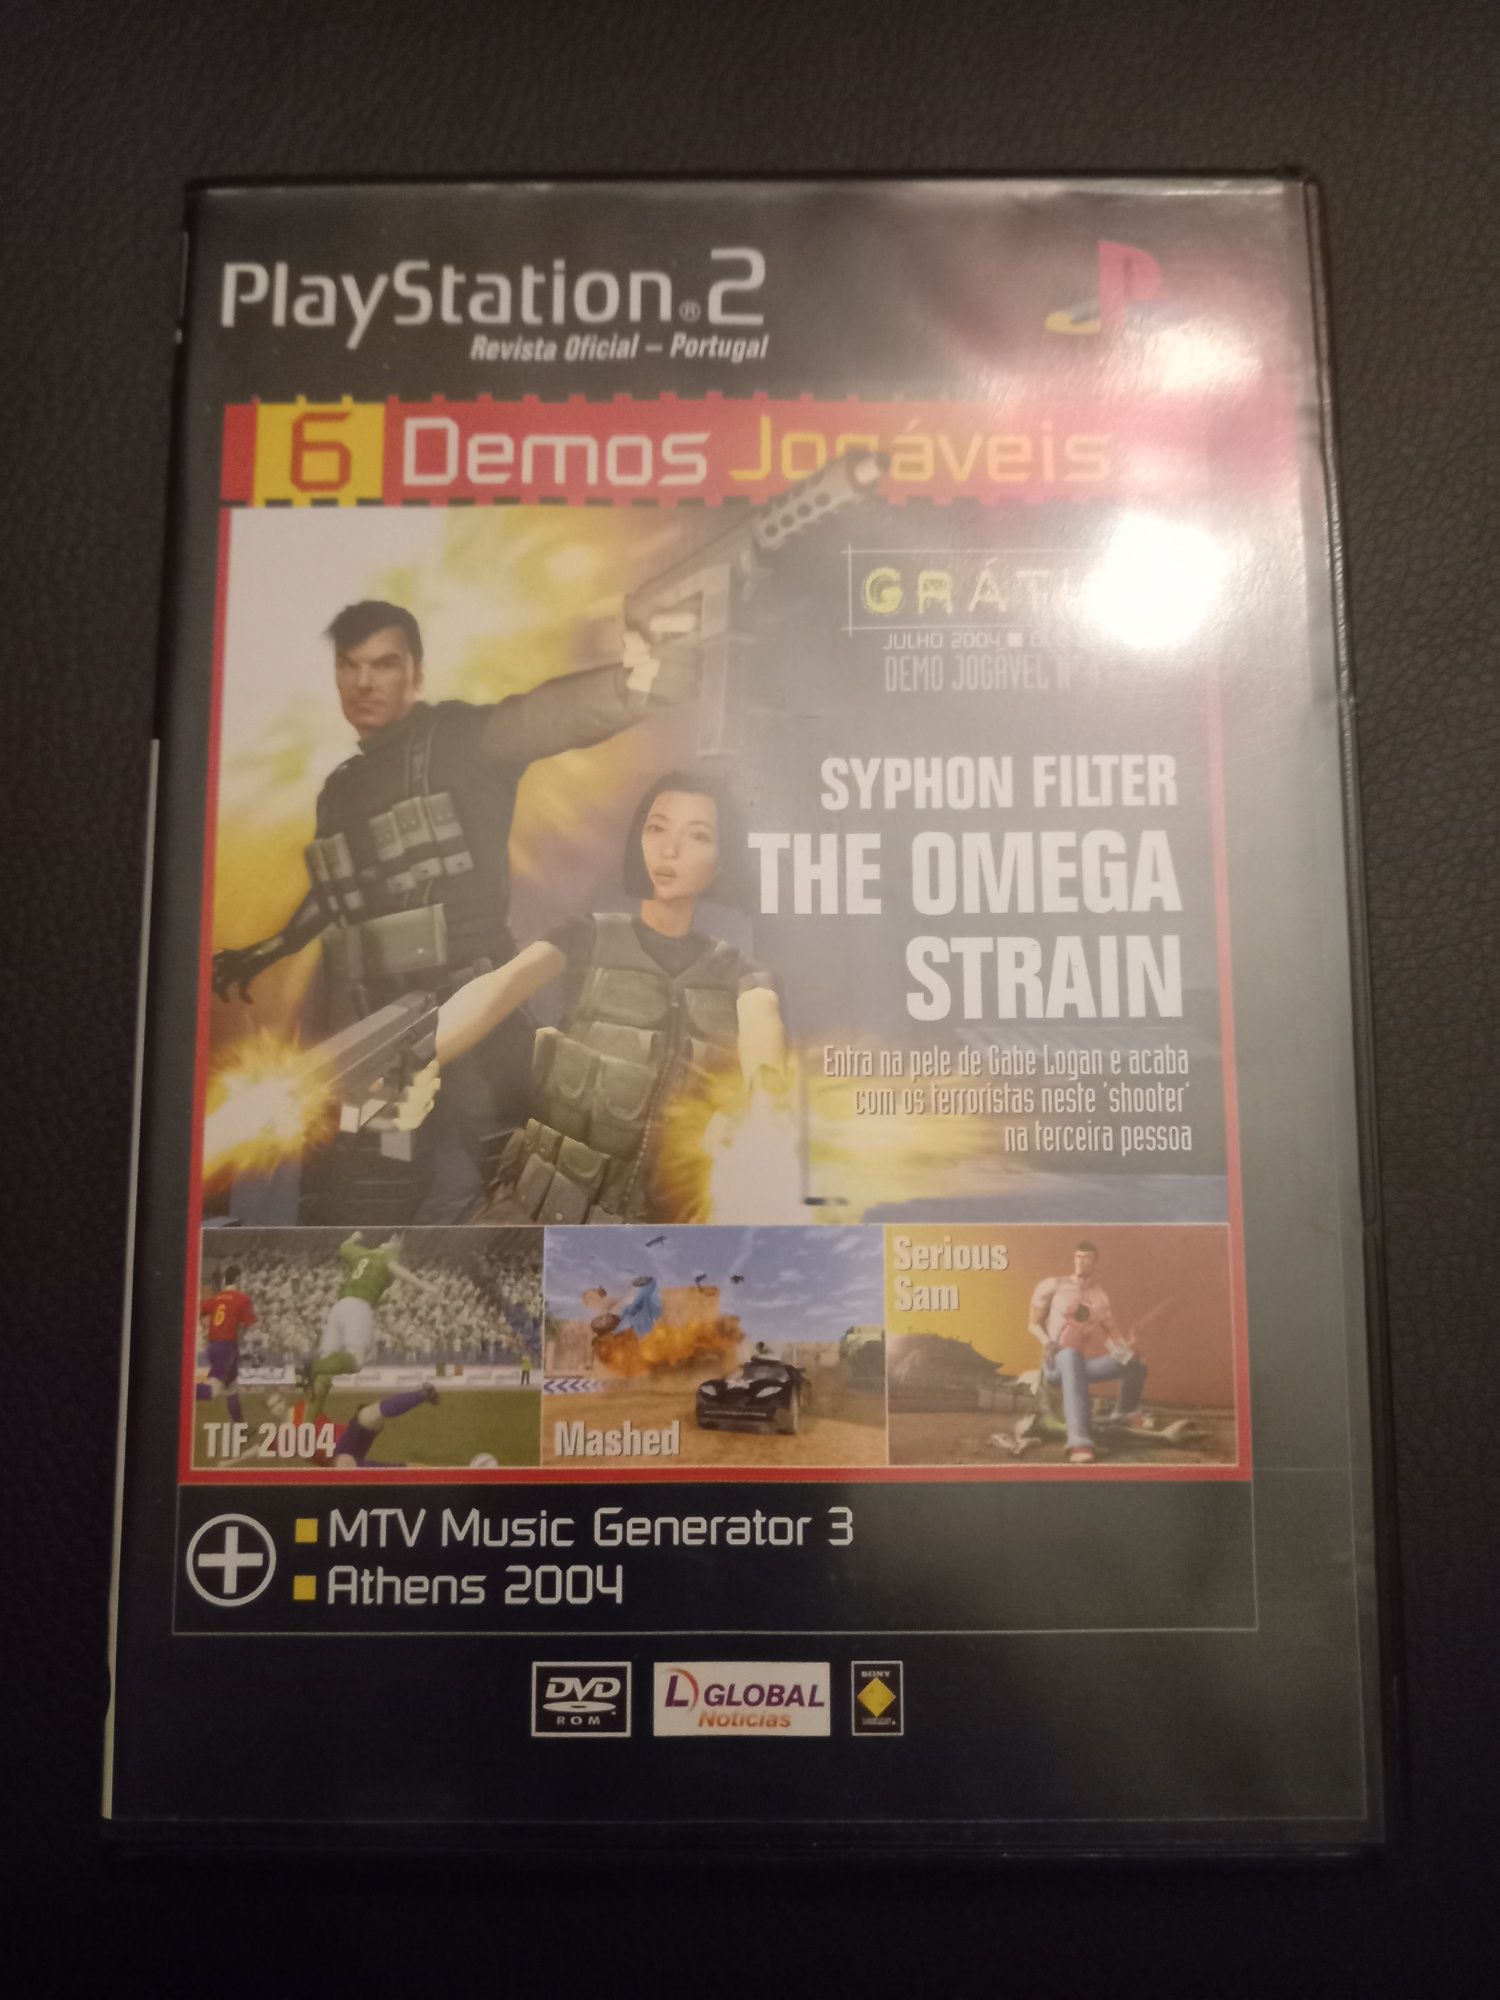 PlayStation®2
Revista Oficial – Portugal
6 Demos Jogáveis
JULHO 2004
DEMO JOGÁVEL Nº
SYPHON FILTER
THE OMEGA
STRAIN
Entra na pele de Gabe Logan e acaba
com os terroristas neste 'shooter'
na terceira pessoa
8
6
TIF 2004
Mashed
Serious
Sam
MTV Music Generator 3
Athens 2004
DVD
ROM
L GLOBAL
Notícias
SONY